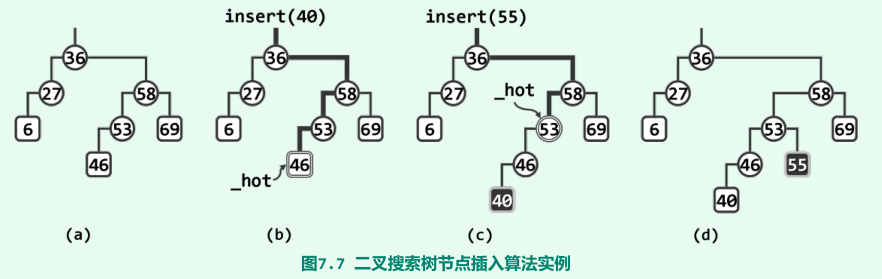 insert(40)
insert(55)
36 36 36 36
27 58 27 58 27 58 27 58
_hot
6 53 69 6 53 69 6 53 69 6 53 69
46 46 46 46 55
_hot
40 40
(a) (b) (c) (d)
图7.7 二叉搜索树节点插入算法实例